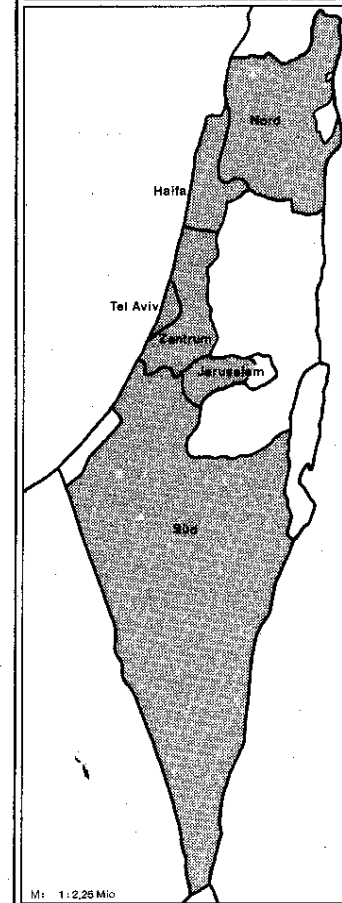 Nord
Haifa
Tel Aviv
Zentrum
Jerusalem
Süd
M: 1:2,25 Mio